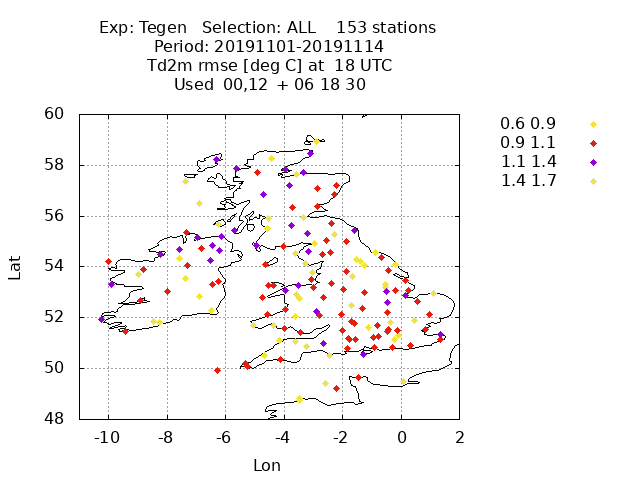 Exp: Tegen   Selection: ALL    153 stations
Period: 20191101-20191114
Td2m rmse [deg C] at  18 UTC
Used  00,12  + 06 18 30
0.6 0.9
0.9 1.1
1.1 1.4
1.4 1.7
60
58
56
54
52
50
48
Lat
-10 -8 -6 -4 -2 0 2
Lon